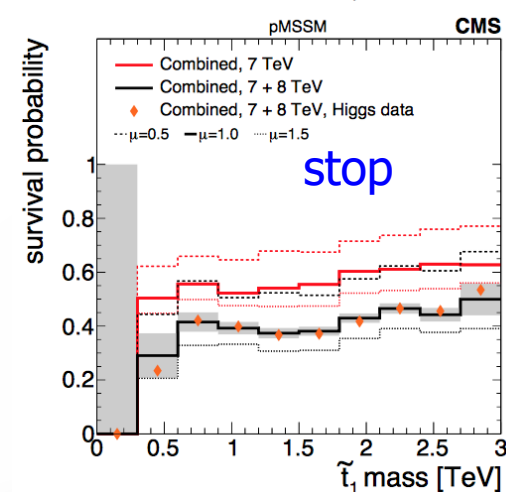 pMSSM CMS
survival probability
Combined, 7 TeV
Combined, 7 + 8 TeV
Combined, 7 + 8 TeV, Higgs data
μ=0.5 μ=1.0 μ=1.5
stop
1
0.8
0.6
0.4
0.2
0
0 0.5 1 1.5 2 2.5 3
t̃₁ mass [TeV]